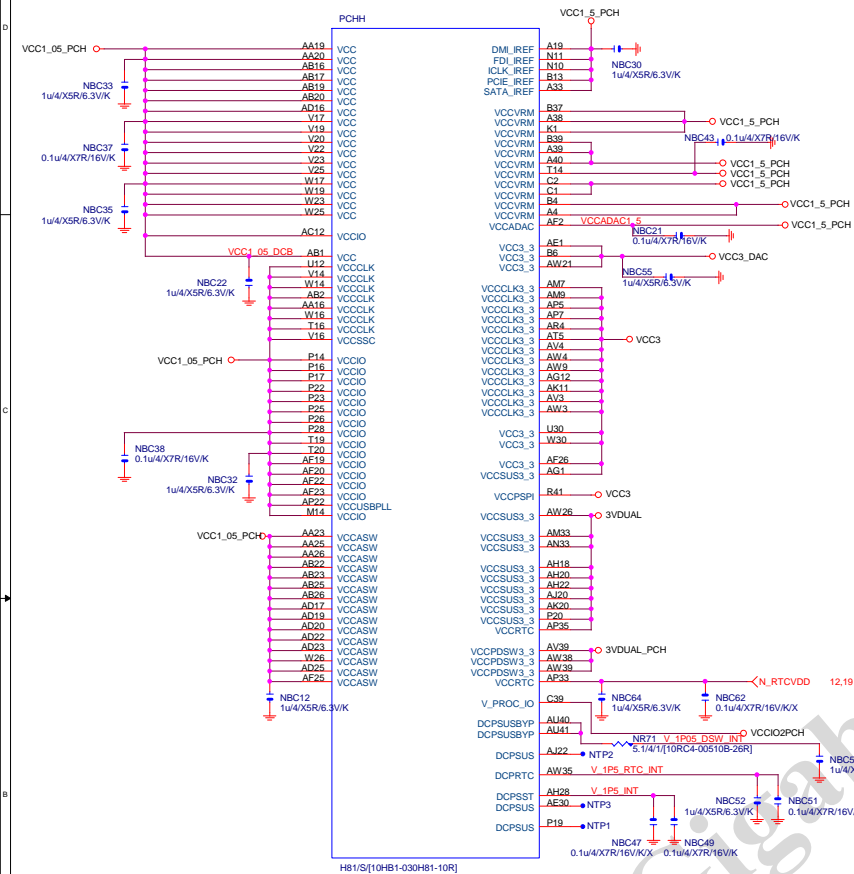 D
C
B
PCHH
VCC1_5_PCH
VCC1_05_PCH
AA19 VCC
AA20 VCC
AB16 VCC
AB17 VCC
AB19 VCC
AB20 VCC
AD16 VCC
V17 VCC
V19 VCC
V20 VCC
V22 VCC
V23 VCC
V25 VCC
W17 VCC
W19 VCC
W23 VCC
W25 VCC
AC12 VCCIO
VCC1_05_DCB AB1 VCC
U12 VCCCLK
V14 VCCCLK
W14 VCCCLK
AB2 VCCCLK
AA16 VCCCLK
W16 VCCCLK
T16 VCCCLK
V16 VCCSSC
VCC1_05_PCH
P14 VCCIO
P16 VCCIO
P17 VCCIO
P22 VCCIO
P23 VCCIO
P25 VCCIO
P26 VCCIO
P28 VCCIO
T19 VCCIO
T20 VCCIO
AF19 VCCIO
AF20 VCCIO
AF22 VCCIO
AF23 VCCIO
AP22 VCCUSBPLL
M14 VCCIO
VCC1_05_PCH
AA23 VCCASW
AA25 VCCASW
AA26 VCCASW
AB22 VCCASW
AB23 VCCASW
AB25 VCCASW
AB26 VCCASW
AD17 VCCASW
AD19 VCCASW
AD20 VCCASW
AD22 VCCASW
AD23 VCCASW
W26 VCCASW
AD25 VCCASW
AF25 VCCASW
NBC33
1u/4/X5R/6.3V/K
NBC37
0.1u/4/X7R/16V/K
NBC35
1u/4/X5R/6.3V/K
NBC22
1u/4/X5R/6.3V/K
NBC38
0.1u/4/X7R/16V/K
NBC32
1u/4/X5R/6.3V/K
NBC12
1u/4/X5R/6.3V/K
DMI_IREF A19
FDI_IREF N11
ICLK_IREF N10
PCIE_IREF B13
SATA_IREF A33
NBC30
1u/4/X5R/6.3V/K
VCCVRM B37
VCCVRM A38
VCCVRM K1
VCCVRM B39
VCCVRM A39
VCCVRM A40
VCCVRM T14
VCCVRM C2
VCCVRM C1
VCCVRM B4
VCCVRM A4
VCC1_5_PCH
NBC43 0.1u/4/X7R/16V/K
VCC1_5_PCH
VCC1_5_PCH
VCC1_5_PCH
VCC1_5_PCH
VCCADAC AF2 VCCADAC1_5
VCC1_5_PCH
NBC21
0.1u/4/X7R/16V/K
VCC3_3 AE1
VCC3_3 B6
VCC3_3 AW21
VCC3_DAC
NBC55
1u/4/X5R/6.3V/K
VCCCLK3_3 AM7
VCCCLK3_3 AM9
VCCCLK3_3 AP5
VCCCLK3_3 AP7
VCCCLK3_3 AR4
VCCCLK3_3 AT5
VCCCLK3_3 AV4
VCCCLK3_3 AW4
VCCCLK3_3 AW9
VCCCLK3_3 AG12
VCCCLK3_3 AK11
VCCCLK3_3 AV3
VCCCLK3_3 AW3
VCC3
VCC3_3 U30
VCC3_3 W30
VCC3_3 AF26
VCCSUS3_3 AG1
VCCPSPI R41 VCC3
VCCSUS3_3 AW26 3VDUAL
VCCSUS3_3 AM33
VCCSUS3_3 AN33
VCCSUS3_3 AH18
VCCSUS3_3 AH20
VCCSUS3_3 AH22
VCCSUS3_3 AJ20
VCCSUS3_3 AK20
VCCSUS3_3 P20
VCCRTC AP35
VCCPDSW3_3 AV39 3VDUAL_PCH
VCCPDSW3_3 AW38
VCCPDSW3_3 AW39
VCCRTC AP33
N_RTCVDD 12,19
NBC64
1u/4/X5R/6.3V/K
NBC62
0.1u/4/X7R/16V/K/X
V_PROC_IO C39
VCCIO2PCH
DCPSUSBYP AU40
DCPSUSBYP AU41
NR71 V_1P05_DSW_INT
5.1/4/1/[10RC4-00510B-26R]
NBC5
1u/4/X
DCPSUS AJ22 NTP2
DCPRTC AW35 V_1P5_RTC_INT
NBC52
1u/4/X5R/6.3V/K
NBC51
0.1u/4/X7R/16V/
DCPSST AH28 V_1P5_INT
DCPSUS AE30 NTP3
DCPSUS P19 NTP1
NBC47
0.1u/4/X7R/16V/K/X
NBC49
0.1u/4/X7R/16V/K
H81/S/[10HB1-030H81-10R]
Gigab